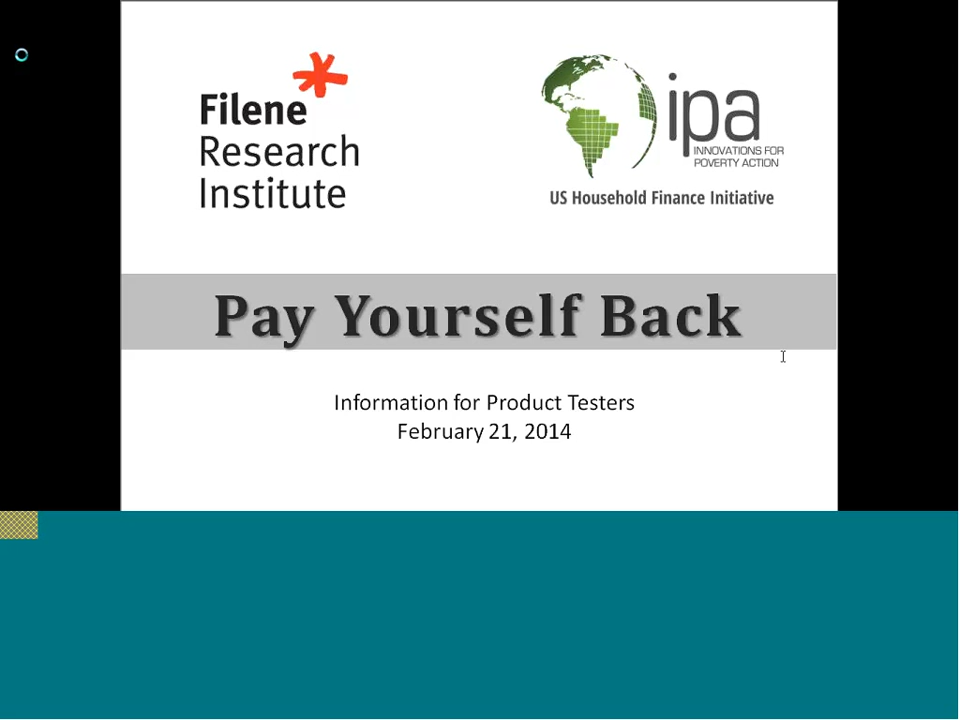 Filene
Research
Institute
ipa
INNOVATIONS FOR
POVERTY ACTION
US Household Finance Initiative
Pay Yourself Back
Information for Product Testers
February 21, 2014